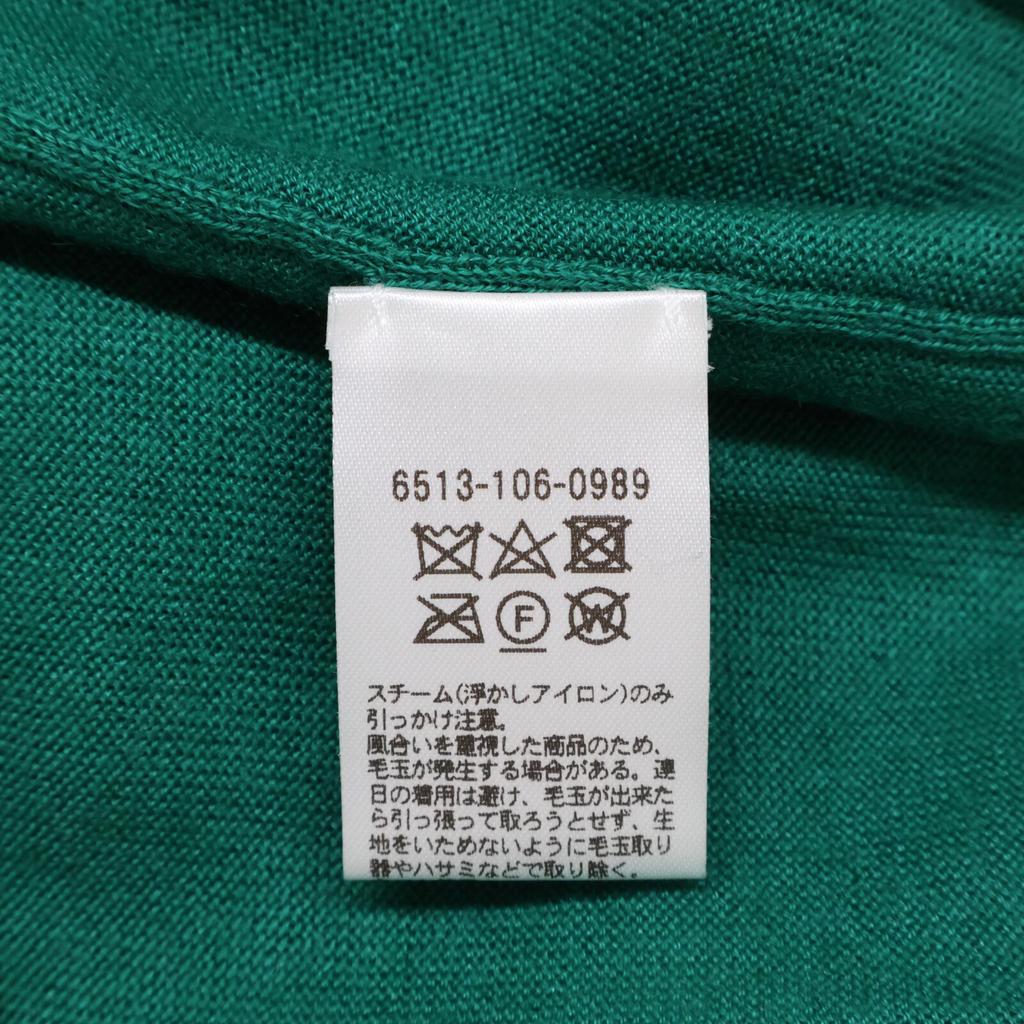 6513-106-0989
F
W
スチーム(浮かしアイロン)のみ
引っかけ注意。
風合いを重視した商品のため、
毛玉が発生する場合がある。連
日の着用は避け、毛玉が出来た
ら引っ張って取ろうとせず、生
地をいためないように毛玉取り
器やハサミなどで取り除く。